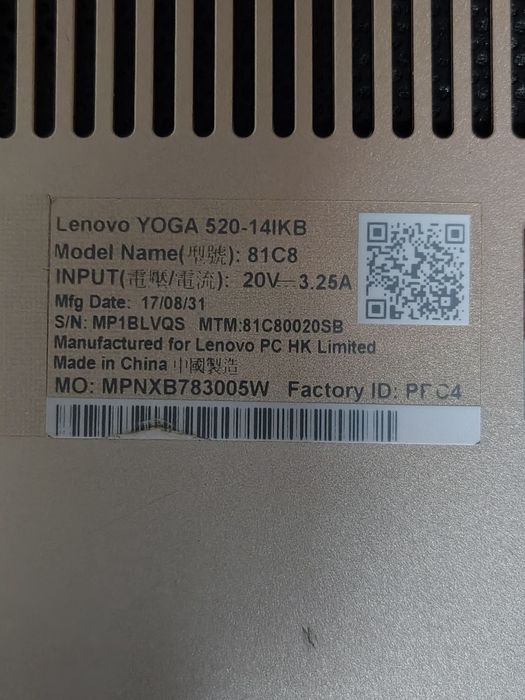 Lenovo YOGA 520-14IKB
Model Name(型號): 81C8
INPUT(電壓/電流): 20V⎓3.25A
Mfg Date: 17/08/31
S/N: MP1BLVQS MTM:81C80020SB
Manufactured for Lenovo PC HK Limited
Made in China 中國製造
MO: MPNXB783005W Factory ID: